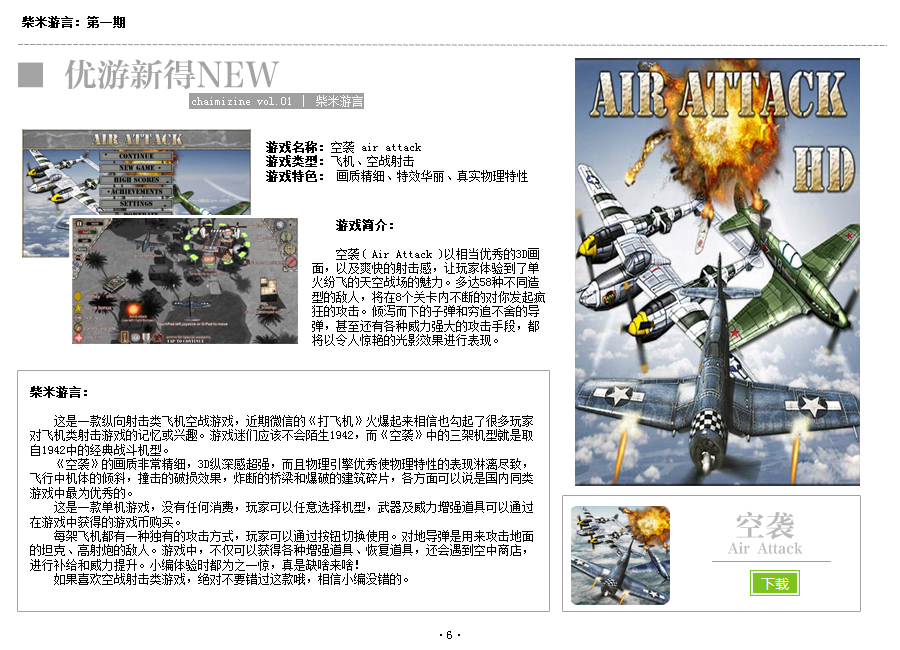 柴米游言：第一期
优游新得NEW
chaimizine vol.01 | 柴米游言
AIR ATTACK
CONTINUE
NEW GAME
HIGH SCORES
ACHIEVEMENTS
SETTINGS
游戏名称：空袭 air attack
游戏类型：飞机、空战射击
游戏特色： 画质精细、特效华丽、真实物理特性
游戏简介：
空袭( Air Attack )以相当优秀的3D画
面，以及爽快的射击感，让玩家体验到了单
火纷飞的天空战场的魅力。多达58种不同造
型的敌人，将在8个关卡内不断的对你发起疯
狂的攻击。倾泻而下的子弹和穷追不舍的导
弹，甚至还有各种威力强大的攻击手段，都
将以令人惊艳的光影效果进行表现。
柴米游言：
这是一款纵向射击类飞机空战游戏，近期微信的《打飞机》火爆起来相信也勾起了很多玩家
对飞机类射击游戏的记忆或兴趣。游戏迷们应该不会陌生1942，而《空袭》中的三架机型就是取
自1942中的经典战斗机型。
《空袭》的画质非常精细，3D纵深感超强，而且物理引擎优秀使物理特性的表现淋漓尽致，
飞行中机体的倾斜，撞击的破损效果，炸断的桥梁和爆破的建筑碎片，各方面可以说是国内同类
游戏中最为优秀的。
这是一款单机游戏，没有任何消费，玩家可以任意选择机型，武器及威力增强道具可以通过
在游戏中获得的游戏币购买。
每架飞机都有一种独有的攻击方式，玩家可以通过按钮切换使用。对地导弹是用来攻击地面
的坦克、高射炮的敌人。游戏中，不仅可以获得各种增强道具、恢复道具，还会遇到空中商店，
进行补给和威力提升。小编体验时都为之一惊，真是缺啥来啥！
如果喜欢空战射击类游戏，绝对不要错过这款哦，相信小编没错的。
AIR ATTACK
HD
空袭
Air Attack
下载
·6·